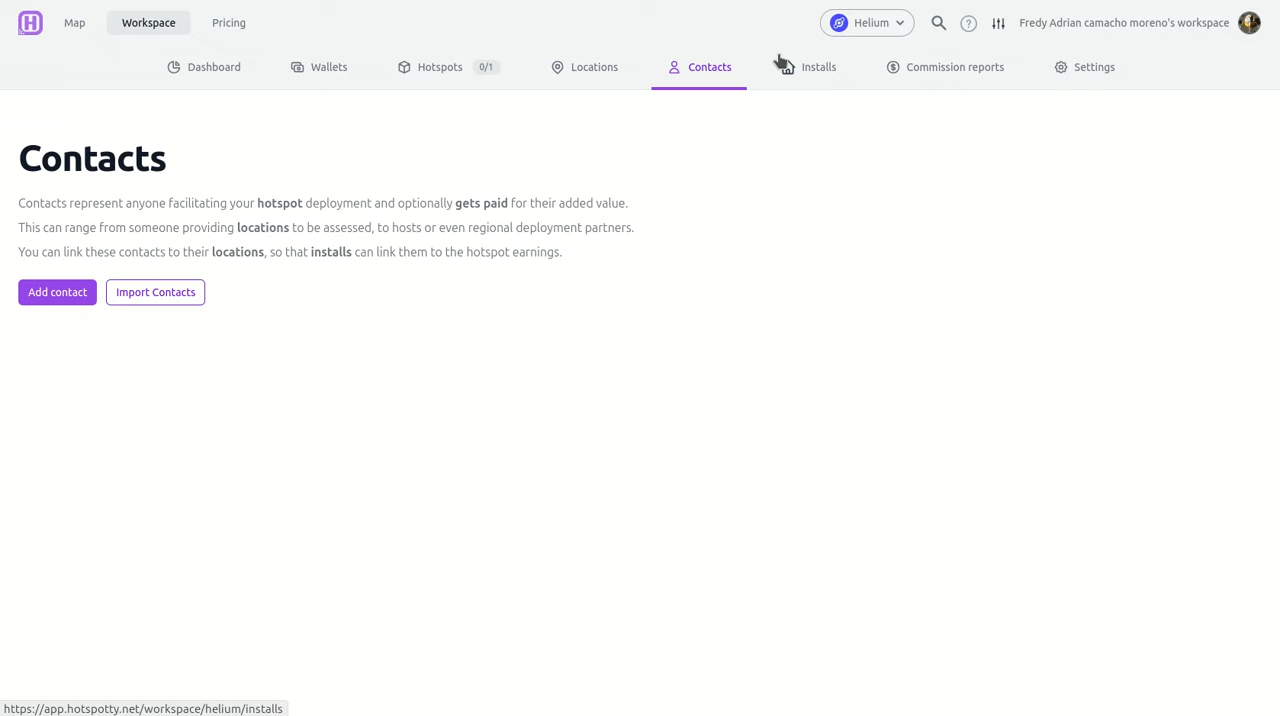 Map
Workspace
Pricing
Helium
Fredy Adrian camacho moreno's workspace
Dashboard
Wallets
Hotspots 0/1
Locations
Contacts
Installs
Commission reports
Settings
Contacts
Contacts represent anyone facilitating your hotspot deployment and optionally gets paid for their added value.
This can range from someone providing locations to be assessed, to hosts or even regional deployment partners.
You can link these contacts to their locations, so that installs can link them to the hotspot earnings.
Add contact
Import Contacts
https://app.hotspotty.net/workspace/helium/installs